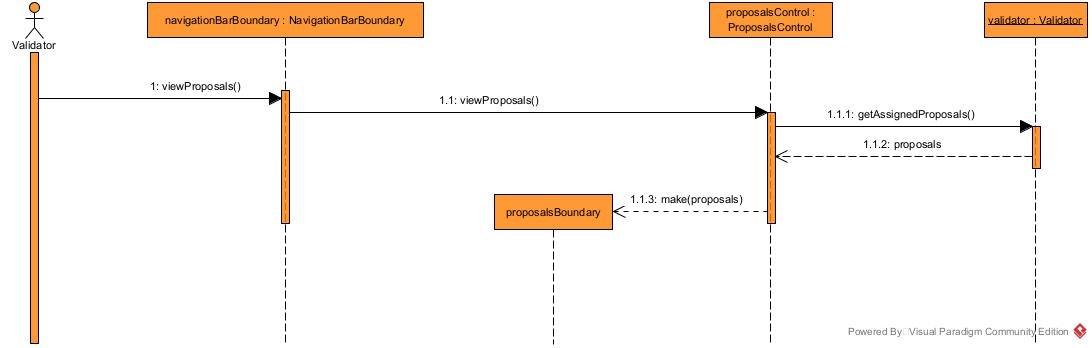 navigationBarBoundary : NavigationBarBoundary
proposalsControl :
ProposalsControl
validator : Validator
Validator
1: viewProposals()
1.1: viewProposals()
1.1.1: getAssignedProposals()
1.1.2: proposals
1.1.3: make(proposals)
proposalsBoundary
Powered By Visual Paradigm Community Edition